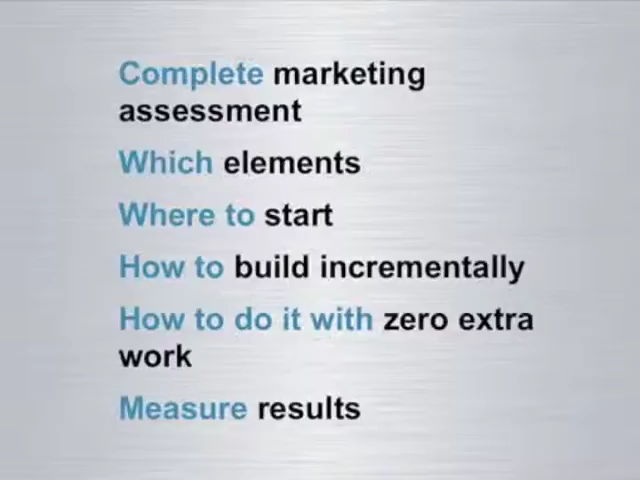 Complete marketing
assessment
Which elements
Where to start
How to build incrementally
How to do it with zero extra
work
Measure results